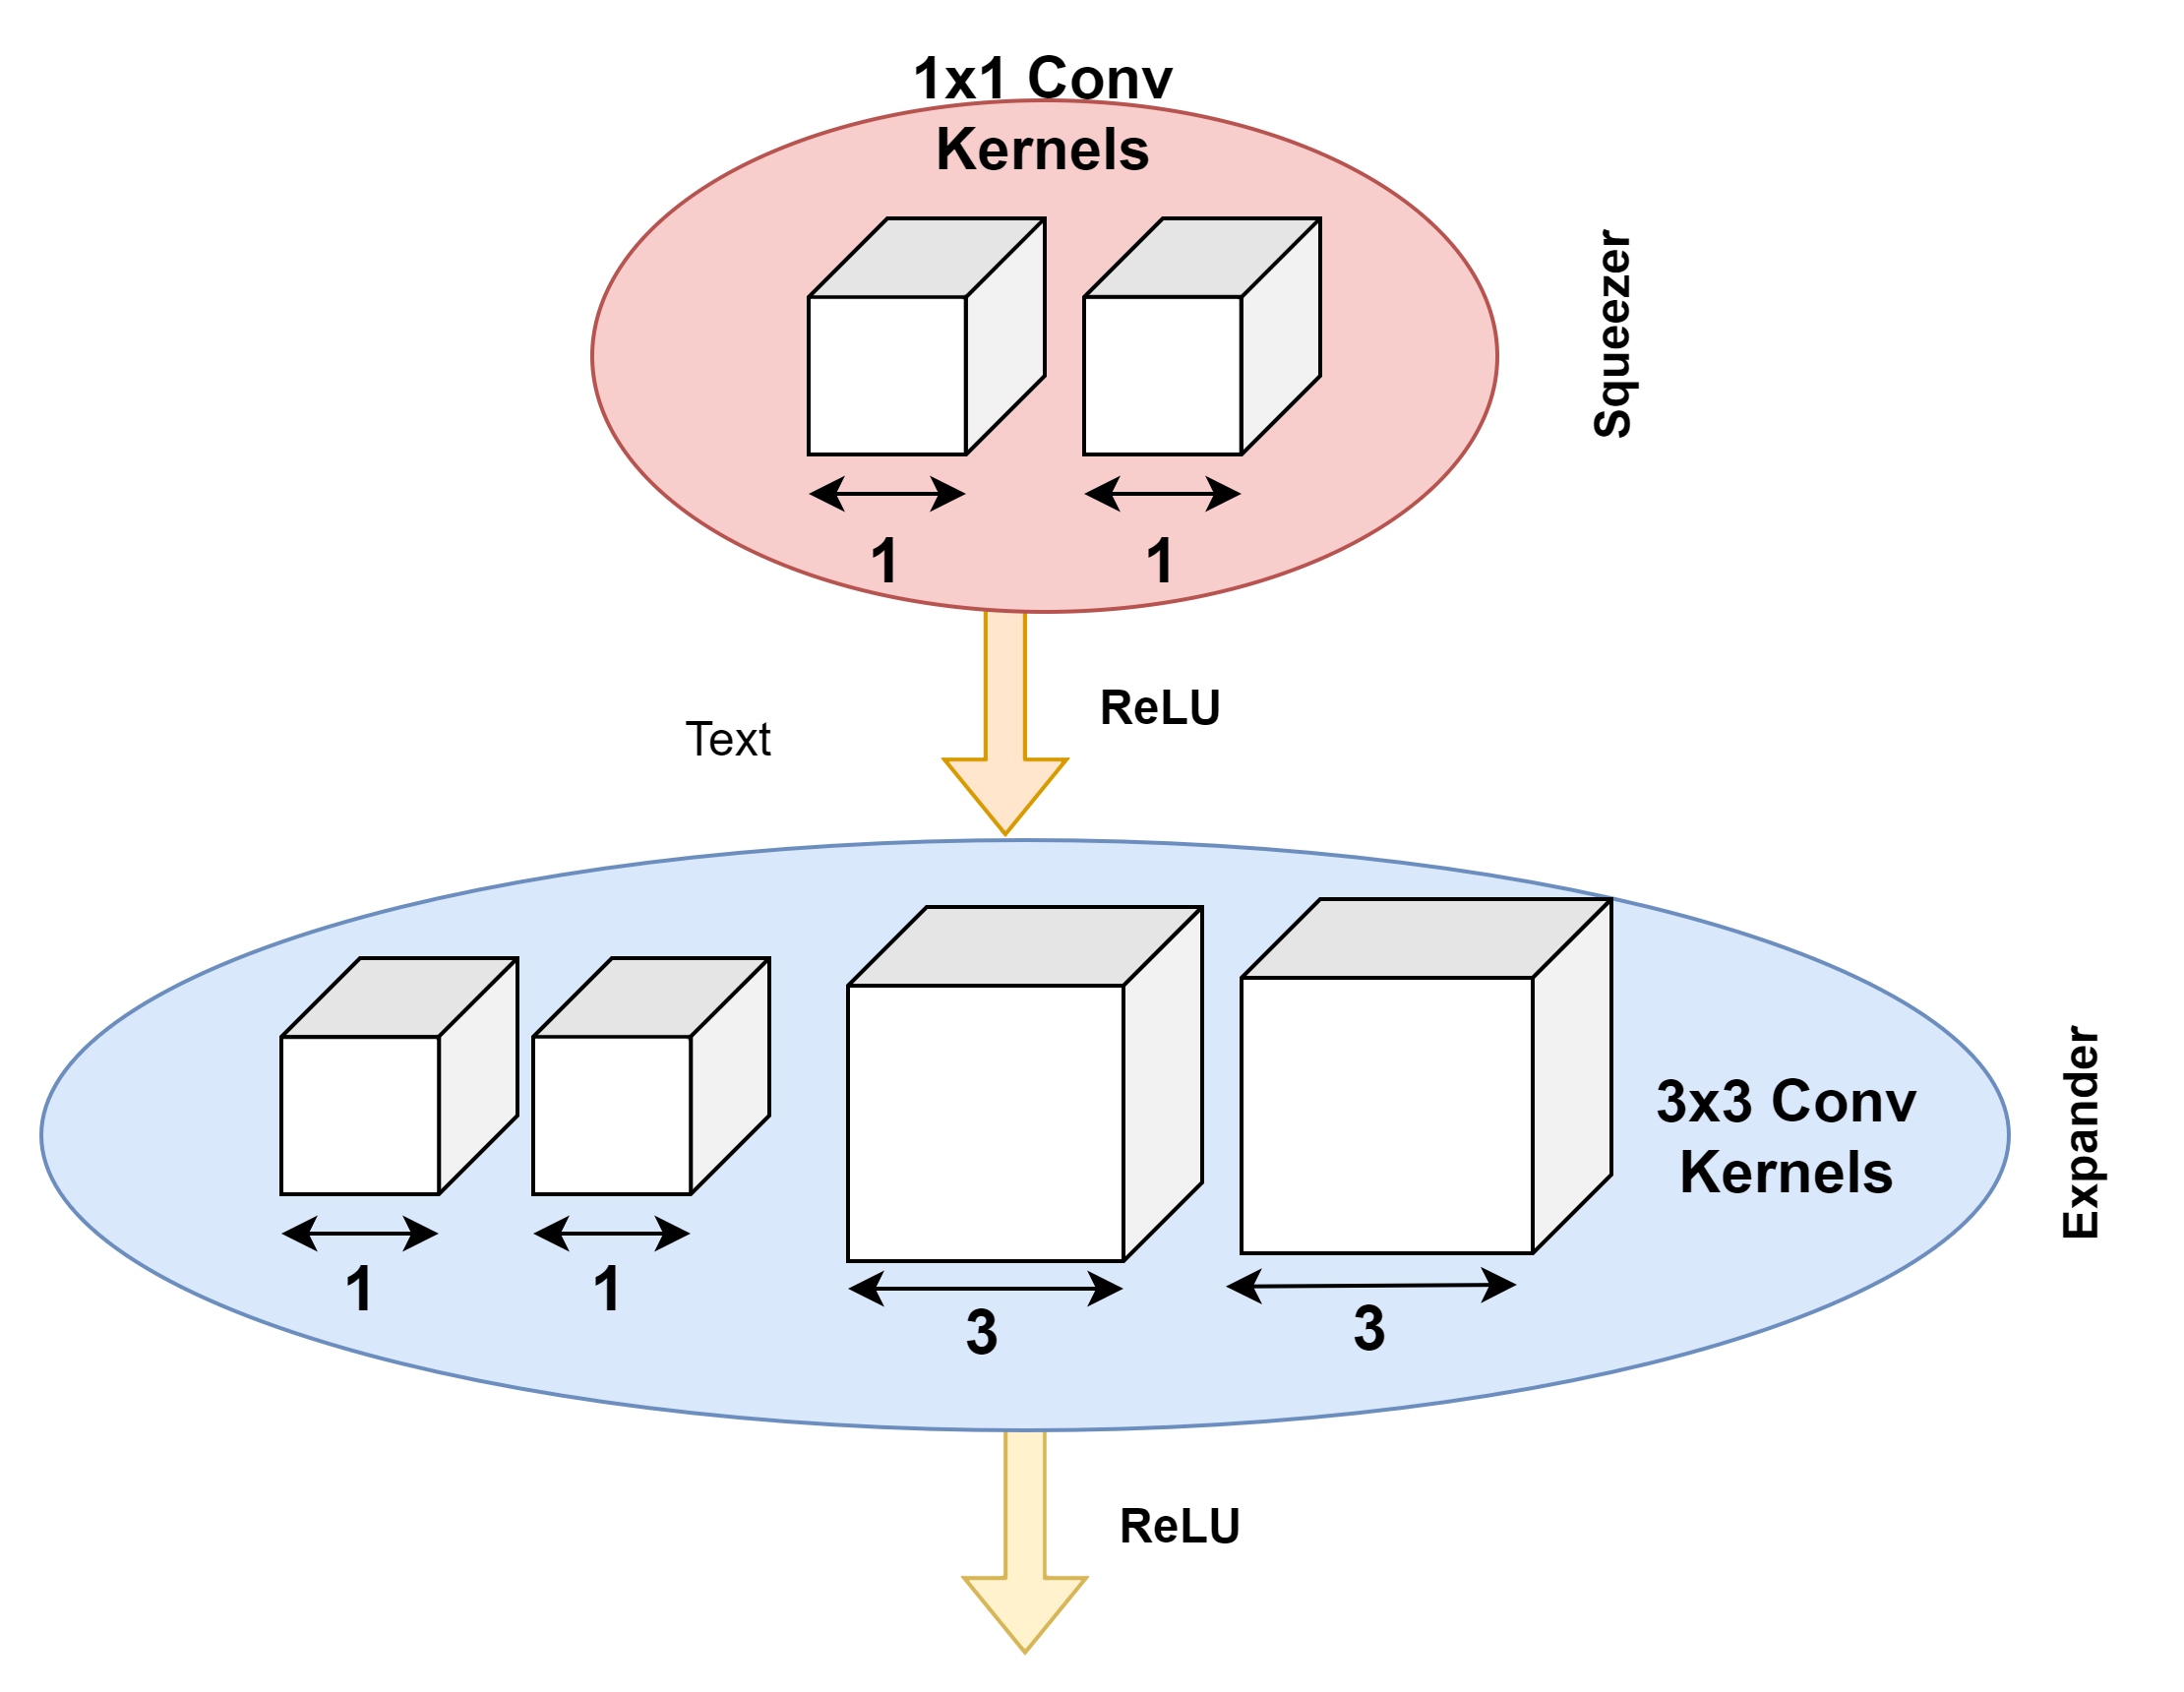 1x1 Conv
Kernels
Squeezer
1
1
ReLU
Text
3x3 Conv
Kernels
Expander
1
1
3
3
ReLU